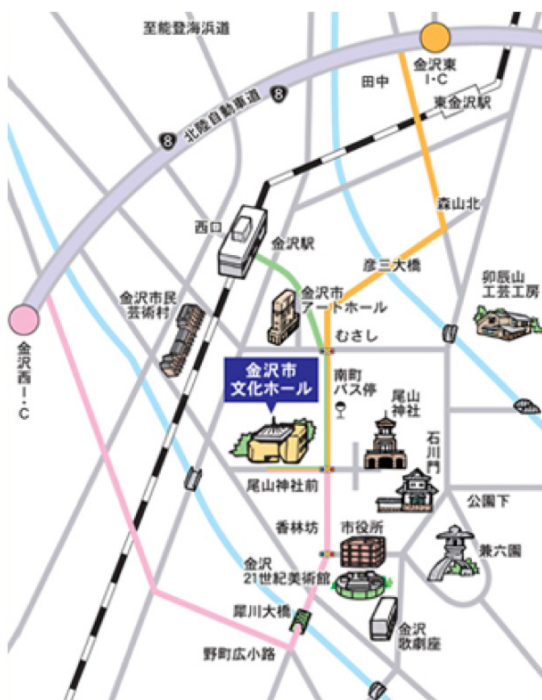 至能登海浜道
金沢東
I・C
田中
東金沢駅
8
北陸自動車道
8
森山北
西口
金沢駅
彦三大橋
卯辰山
工芸工房
金沢市民
芸術村
金沢市
アートホール
むさし
金沢西I・C
金沢市
文化ホール
南町
バス停
尾山
神社
石川門
尾山神社前
公園下
香林坊
市役所
兼六園
金沢
21世紀美術館
犀川大橋
金沢
歌劇座
野町広小路